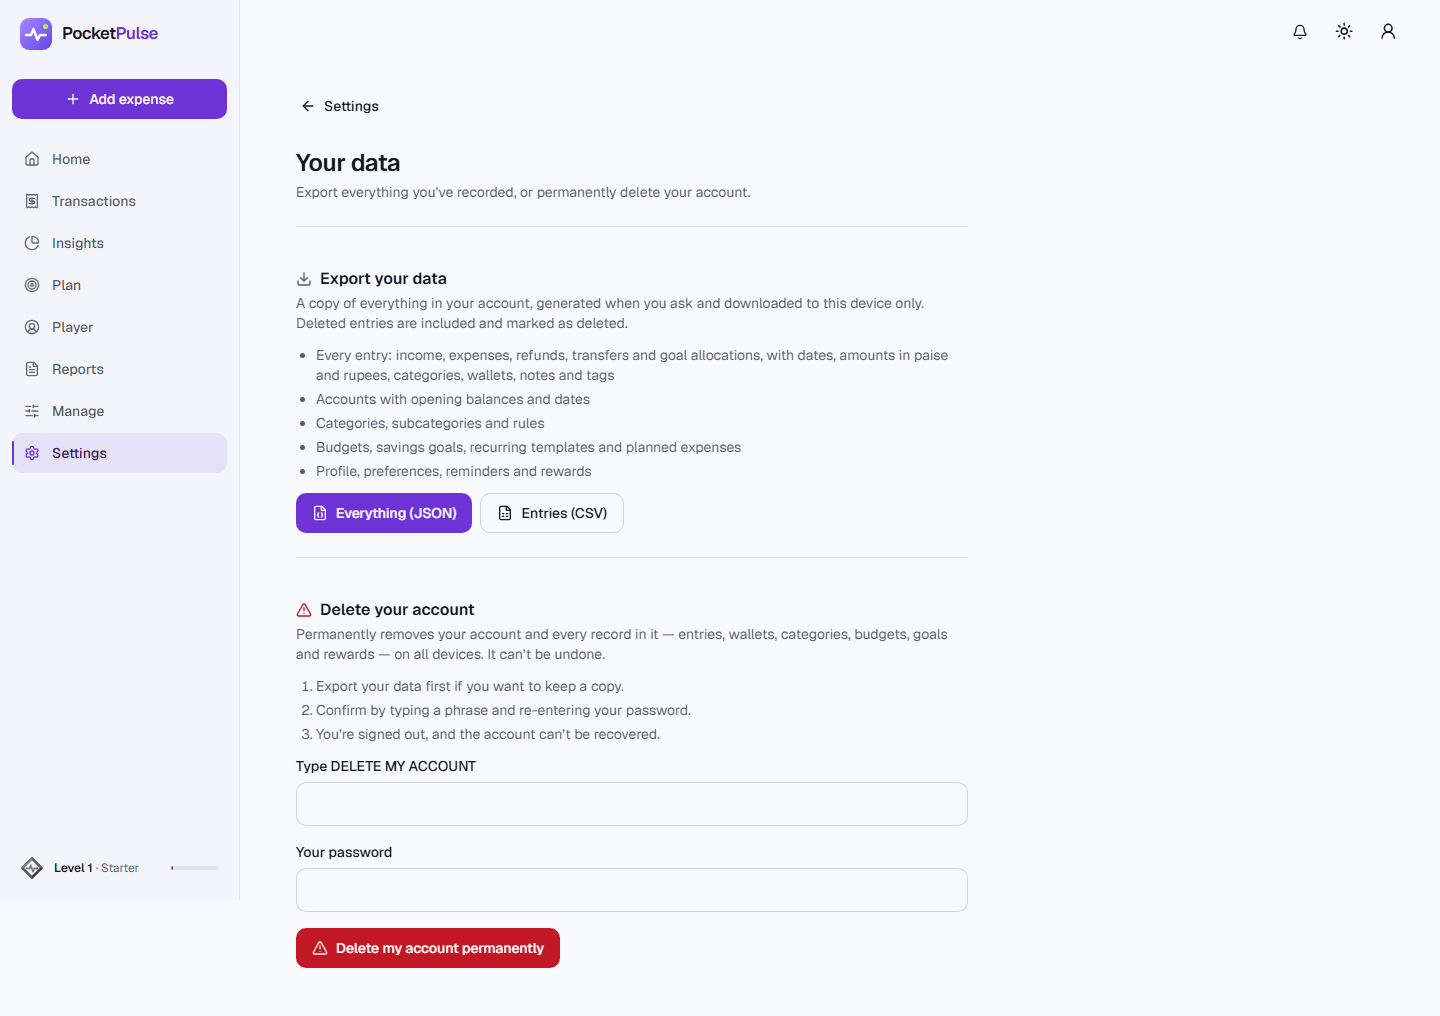 PocketPulse
Add expense
Home
Transactions
Insights
Plan
Player
Reports
Manage
Settings
Level 1 · Starter
Settings
Your data
Export everything you've recorded, or permanently delete your account.
Export your data
A copy of everything in your account, generated when you ask and downloaded to this device only.
Deleted entries are included and marked as deleted.
• Every entry: income, expenses, refunds, transfers and goal allocations, with dates, amounts in paise
and rupees, categories, wallets, notes and tags
• Accounts with opening balances and dates
• Categories, subcategories and rules
• Budgets, savings goals, recurring templates and planned expenses
• Profile, preferences, reminders and rewards
Everything (JSON)
Entries (CSV)
Delete your account
Permanently removes your account and every record in it — entries, wallets, categories, budgets, goals
and rewards — on all devices. It can't be undone.
1. Export your data first if you want to keep a copy.
2. Confirm by typing a phrase and re-entering your password.
3. You're signed out, and the account can't be recovered.
Type DELETE MY ACCOUNT
Your password
Delete my account permanently